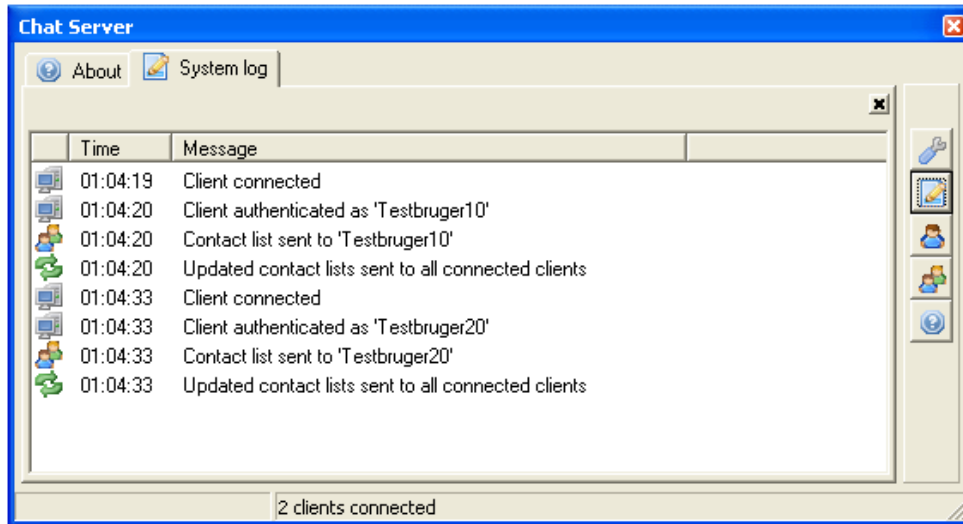 Chat Server
About System log
Time Message
01:04:19 Client connected
01:04:20 Client authenticated as 'Testbruger10'
01:04:20 Contact list sent to 'Testbruger10'
01:04:20 Updated contact lists sent to all connected clients
01:04:33 Client connected
01:04:33 Client authenticated as 'Testbruger20'
01:04:33 Contact list sent to 'Testbruger20'
01:04:33 Updated contact lists sent to all connected clients
2 clients connected